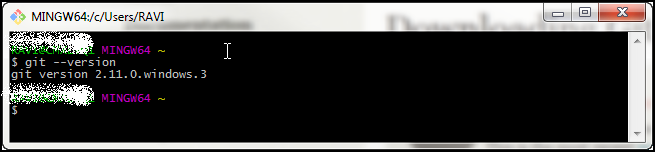 MINGW64:/c/Users/RAVI
MINGW64 ~
$ git --version
git version 2.11.0.windows.3
MINGW64 ~
$